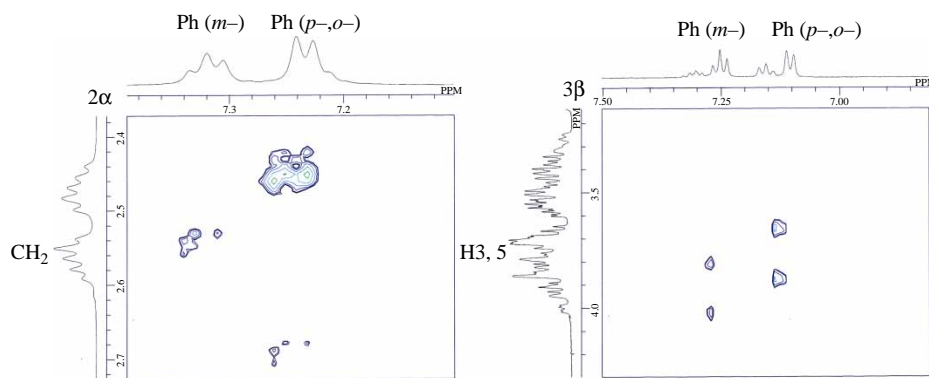 Ph (m–) Ph (p–,o–)
PPM
2α
7.3 7.2
2.4
2.5
CH2
2.6
2.7
Ph (m–) Ph (p–,o–)
PPM
3β
7.50 7.25 7.00
PPM
3.5
H3, 5
4.0